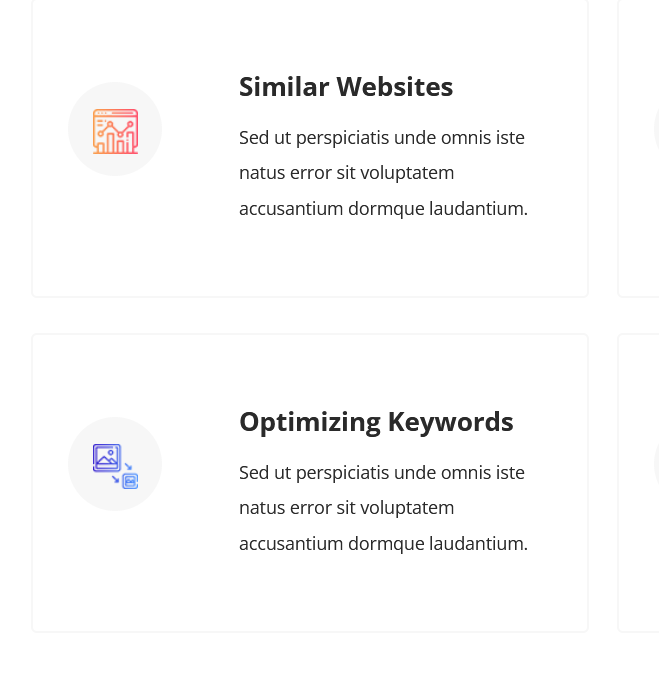 Similar Websites
Sed ut perspiciatis unde omnis iste
natus error sit voluptatem
accusantium dormque laudantium.
Optimizing Keywords
Sed ut perspiciatis unde omnis iste
natus error sit voluptatem
accusantium dormque laudantium.